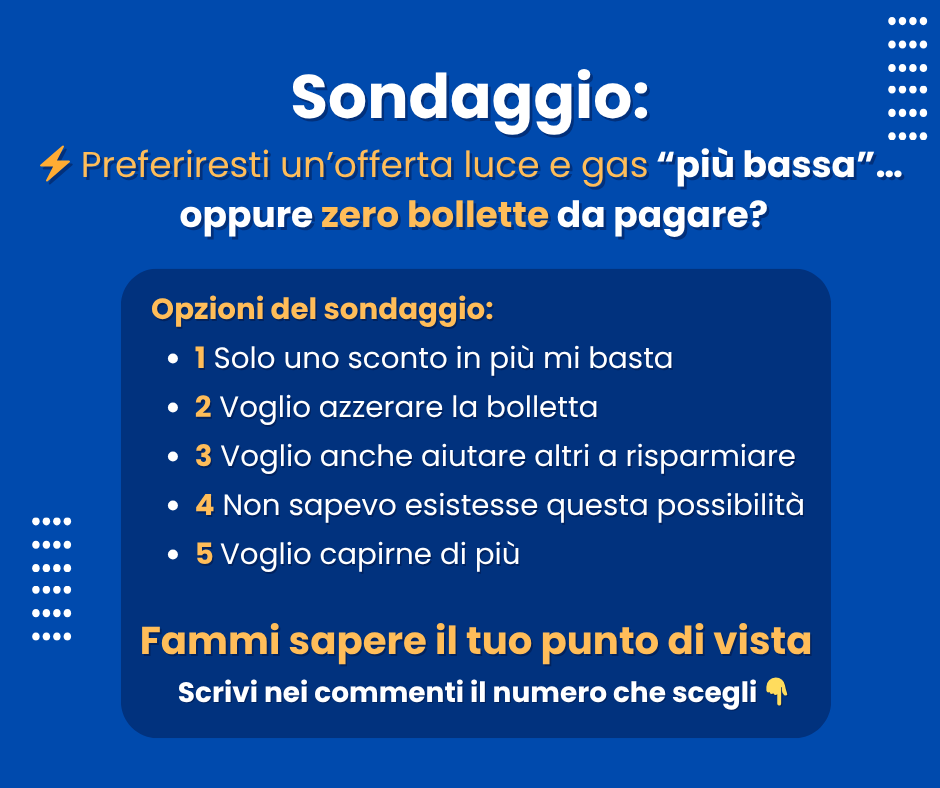 Sondaggio:
⚡ Preferiresti un’offerta luce e gas “più bassa”...
oppure zero bollette da pagare?
Opzioni del sondaggio:
• 1 Solo uno sconto in più mi basta
• 2 Voglio azzerare la bolletta
• 3 Voglio anche aiutare altri a risparmiare
• 4 Non sapevo esistesse questa possibilità
• 5 Voglio capirne di più
Fammi sapere il tuo punto di vista
Scrivi nei commenti il numero che scegli 👇